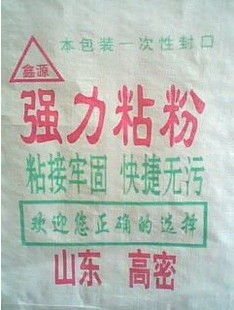 本包装一次性封口
鑫源
强力粘粉
粘接牢固 快捷无污
欢迎您正确的选择
山东 高密